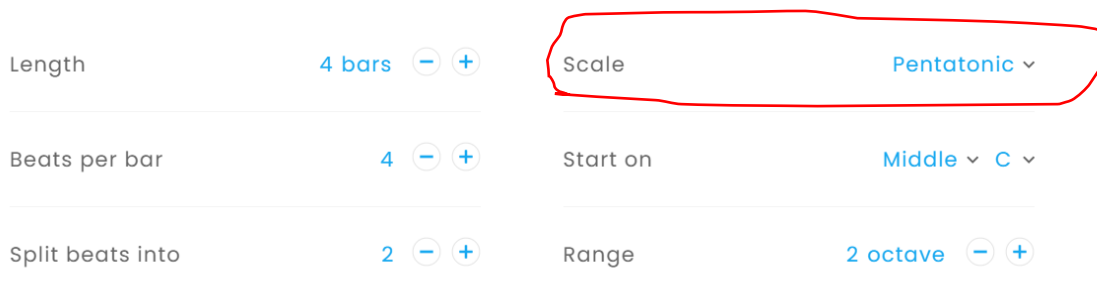 Length 4 bars
Scale Pentatonic
Beats per bar 4
Start on Middle C
Split beats into 2
Range 2 octave